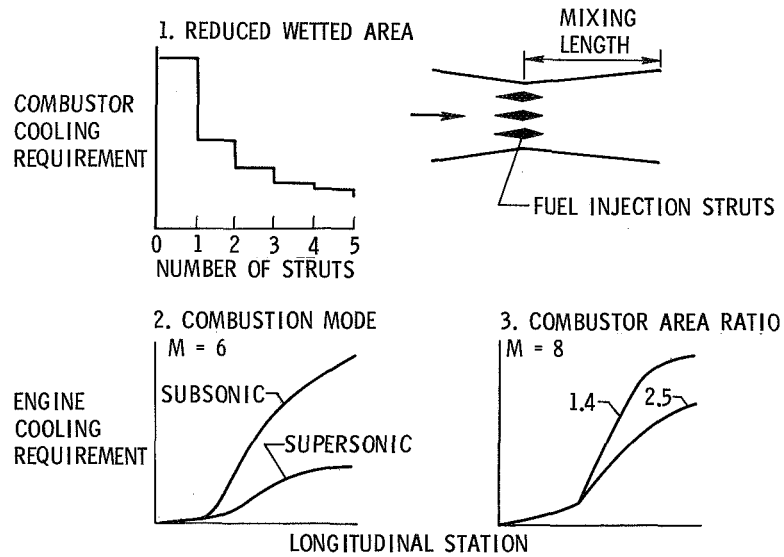 1. REDUCED WETTED AREA
COMBUSTOR
COOLING
REQUIREMENT
0 1 2 3 4 5
NUMBER OF STRUTS
MIXING
LENGTH
FUEL INJECTION STRUTS
2. COMBUSTION MODE
M = 6
SUBSONIC
SUPERSONIC
3. COMBUSTOR AREA RATIO
M = 8
1.4
2.5
ENGINE
COOLING
REQUIREMENT
LONGITUDINAL STATION